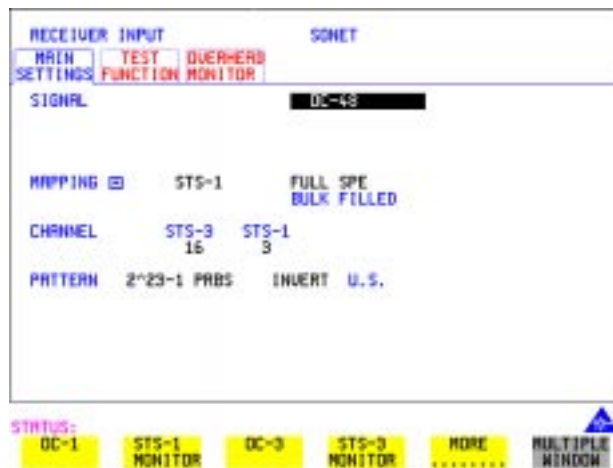 RECEIVER INPUT SONET
MAIN SETTINGS TEST FUNCTION OVERHEAD MONITOR
SIGNAL OC-48
MAPPING STS-1 FULL SPE
BULK FILLED
CHANNEL STS-3 STS-1
16 3
PATTERN 2^23-1 PRBS INVERT U.S.
STATUS:
OC-1 STS-1 MONITOR OC-3 STS-3 MONITOR MORE ........ MULTIPLE WINDOW